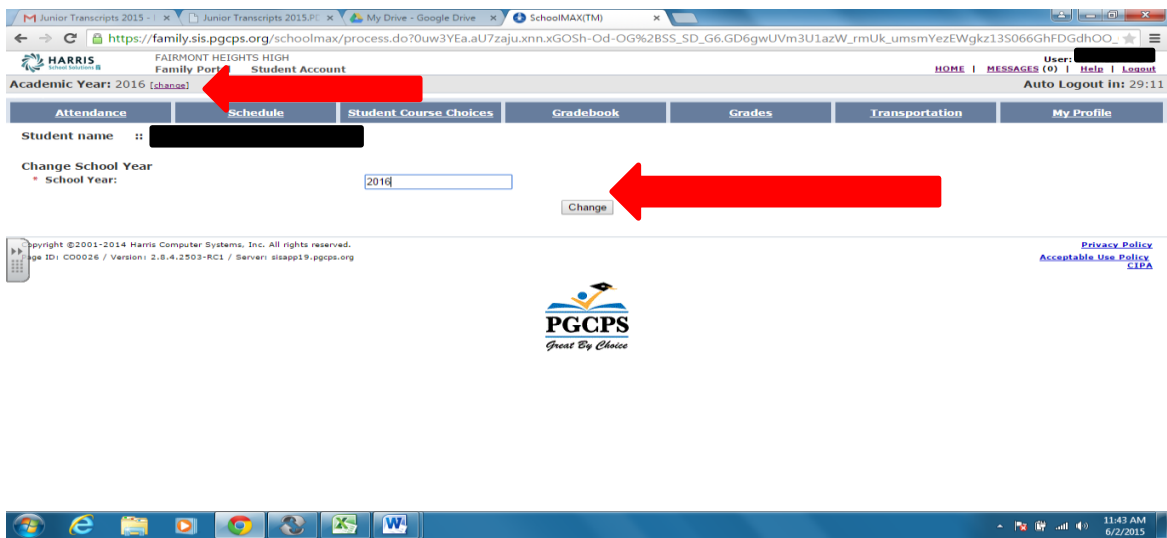 Junior Transcripts 2015 - I
Junior Transcripts 2015.PD
My Drive - Google Drive
SchoolMAX(TM)
https://family.sis.pgcps.org/schoolmax/process.do?0uw3YEa.aU7zaju.xnn.xGOSh-Od-OG%2BSS_SD_G6.GD6gwUVm3U1azW_rmUk_umsmYezEWgkz13S066GhFDGdhOO_
HARRIS
School Solutions
FAIRMONT HEIGHTS HIGH
Family Portal Student Account
User:
HOME | MESSAGES (0) | Help | Logout
Academic Year: 2016 [change]
Auto Logout in: 29:11
Attendance Schedule Student Course Choices Gradebook Grades Transportation My Profile
Student name ::
Change School Year
* School Year: 2016
Change
Copyright ©2001-2014 Harris Computer Systems, Inc. All rights reserved.
Page ID: CO0026 / Version: 2.8.4.2503-RC1 / Server: sisapp19.pgcps.org
Privacy Policy
Acceptable Use Policy
CIPA
PGCPS
Great By Choice
11:43 AM
6/2/2015